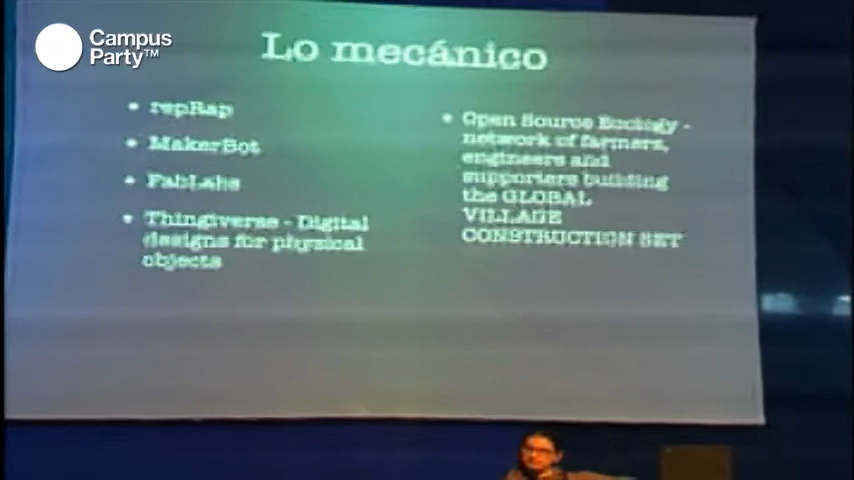 Campus
Party™
Lo mecánico
• repRap
• MakerBot
• FabLabs
• Thingiverse - Digital
designs for physical
objects
• Open Source Ecology -
network of farmers,
engineers and
supporters building
the GLOBAL
VILLAGE
CONSTRUCTION SET